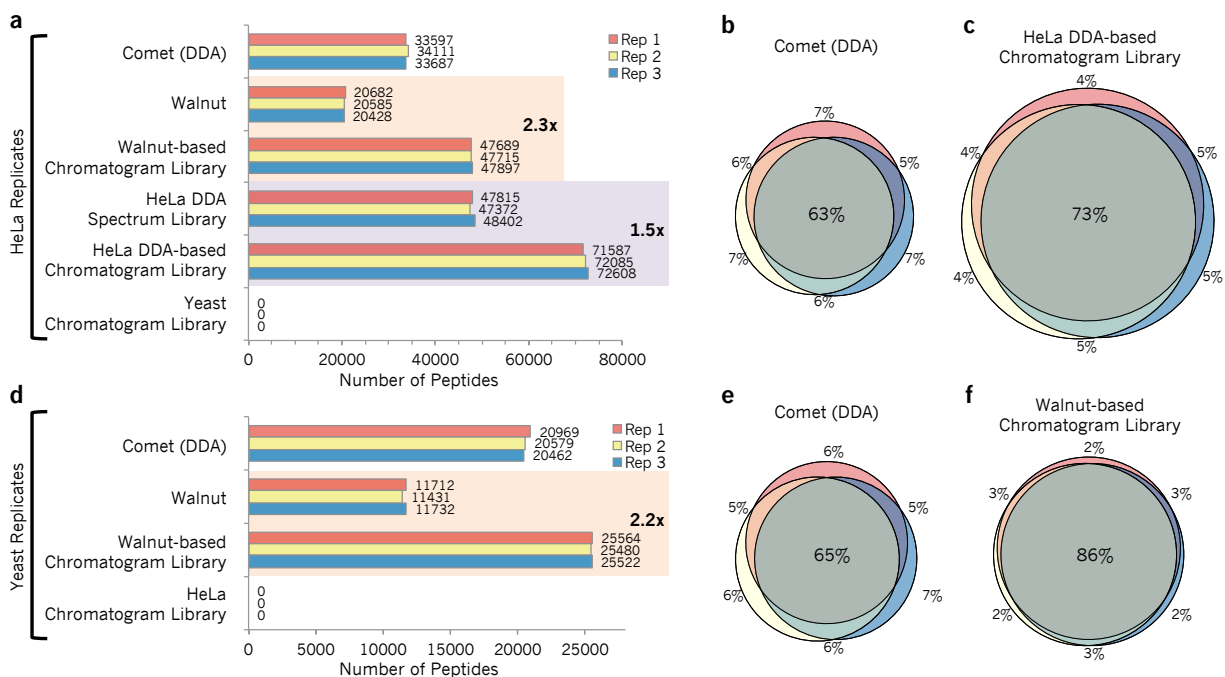 a
HeLa Replicates
Comet (DDA)
33597
34111
33687
Rep 1
Rep 2
Rep 3
Walnut
20682
20585
20428
2.3x
Walnut-based
Chromatogram Library
47689
47715
47897
HeLa DDA
Spectrum Library
47815
47372
48402
1.5x
HeLa DDA-based
Chromatogram Library
71587
72085
72608
Yeast
Chromatogram Library
0
0
0
0 20000 40000 60000 80000
Number of Peptides
b
Comet (DDA)
7%
6%
5%
63%
7%
7%
6%
c
HeLa DDA-based
Chromatogram Library
4%
4%
5%
73%
4%
5%
5%
d
Yeast Replicates
Comet (DDA)
20969
20579
20462
Rep 1
Rep 2
Rep 3
Walnut
11712
11431
11732
2.2x
Walnut-based
Chromatogram Library
25564
25480
25522
HeLa
Chromatogram Library
0
0
0
0 5000 10000 15000 20000 25000
Number of Peptides
e
Comet (DDA)
6%
5%
5%
65%
6%
7%
6%
f
Walnut-based
Chromatogram Library
2%
3%
3%
86%
2%
2%
3%